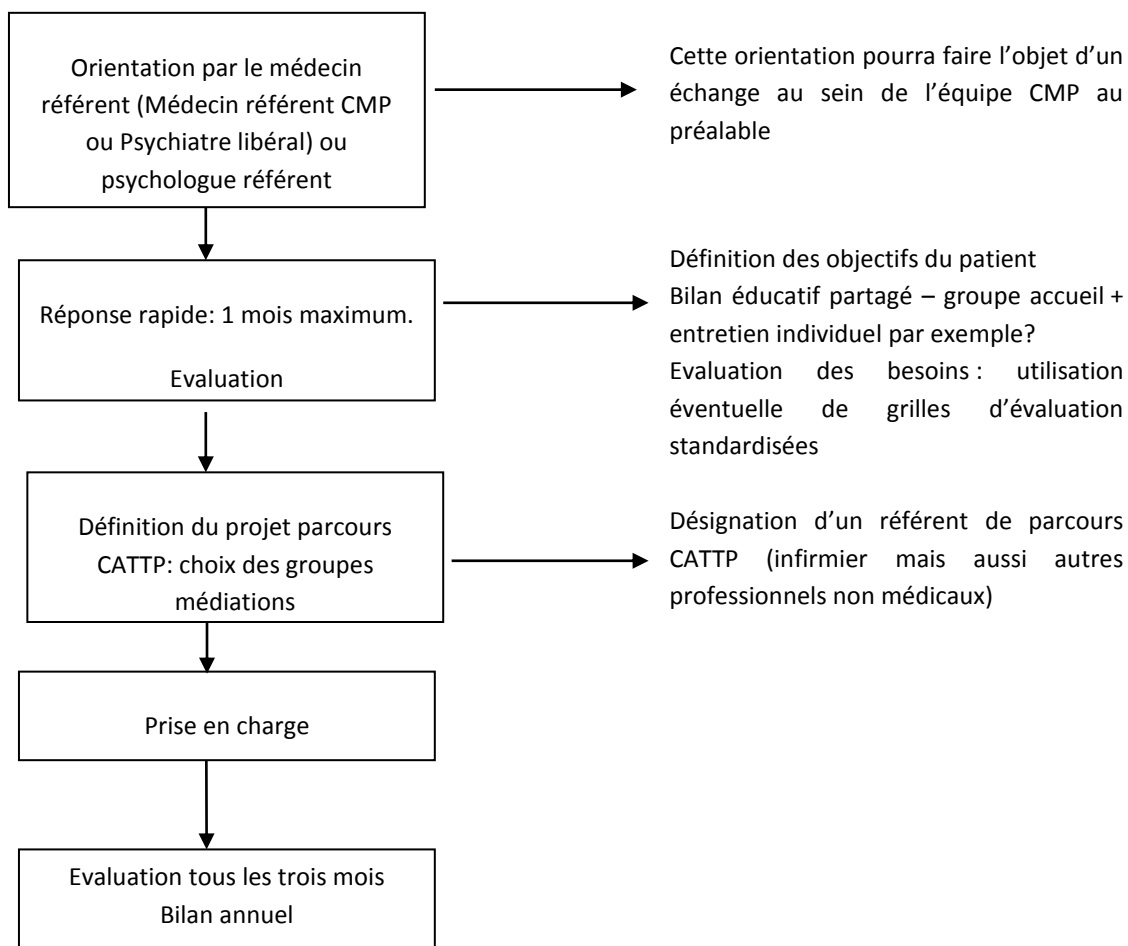 Orientation par le médecin
référent (Médecin référent CMP
ou Psychiatre libéral) ou
psychologue référent
Cette orientation pourra faire l’objet d’un
échange au sein de l’équipe CMP au
préalable
Réponse rapide: 1 mois maximum.
Evaluation
Définition des objectifs du patient
Bilan éducatif partagé – groupe accueil +
entretien individuel par exemple?
Evaluation des besoins : utilisation
éventuelle de grilles d’évaluation
standardisées
Définition du projet parcours
CATTP: choix des groupes
médiations
Désignation d’un référent de parcours
CATTP (infirmier mais aussi autres
professionnels non médicaux)
Prise en charge
Evaluation tous les trois mois
Bilan annuel